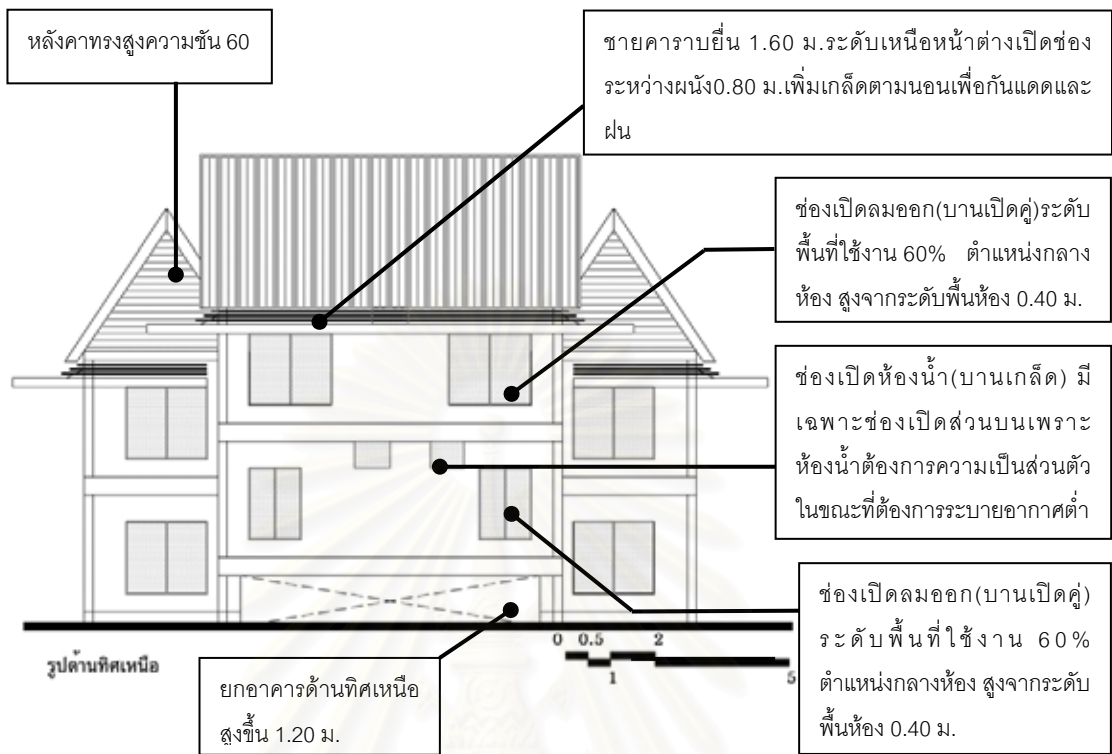 หลังคาทรงสูงความชัน 60
ชายคาราบยื่น 1.60 ม.ระดับเหนือหน้าต่างเปิดช่อง
ระหว่างผนัง0.80 ม.เพิ่มเกล็ดตามนอนเพื่อกันแดดและ
ฝน
ช่องเปิดลมออก(บานเปิดคู่)ระดับ
พื้นที่ใช้งาน 60% ตำแหน่งกลาง
ห้อง สูงจากระดับพื้นห้อง 0.40 ม.
ช่องเปิดห้องน้ำ(บานเกล็ด) มี
เฉพาะช่องเปิดส่วนบนเพราะ
ห้องน้ำต้องการความเป็นส่วนตัว
ในขณะที่ต้องการระบายอากาศต่ำ
ช่องเปิดลมออก(บานเปิดคู่)
ระดับพื้นที่ใช้งาน 60%
ตำแหน่งกลางห้อง สูงจากระดับ
พื้นห้อง 0.40 ม.
0 0.5 2
1 5
รูปด้านทิศเหนือ
ยกอาคารด้านทิศเหนือ
สูงขึ้น 1.20 ม.